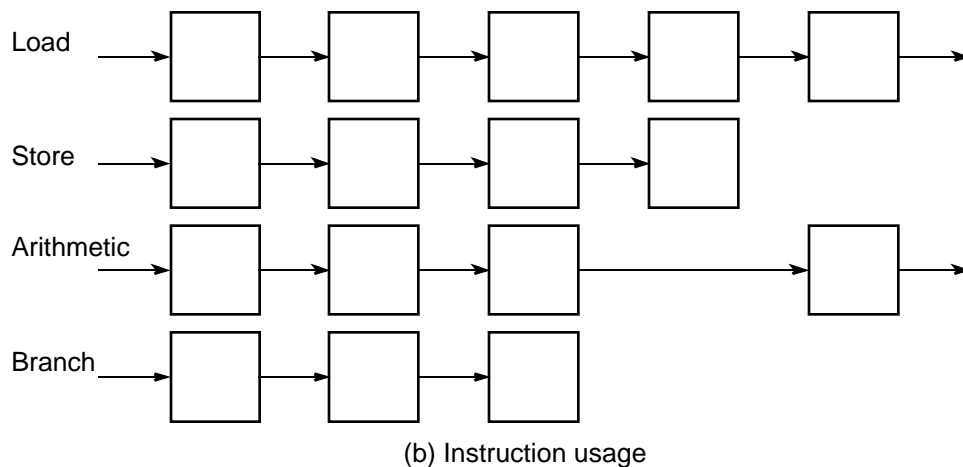 Load
Store
Arithmetic
Branch
(b) Instruction usage